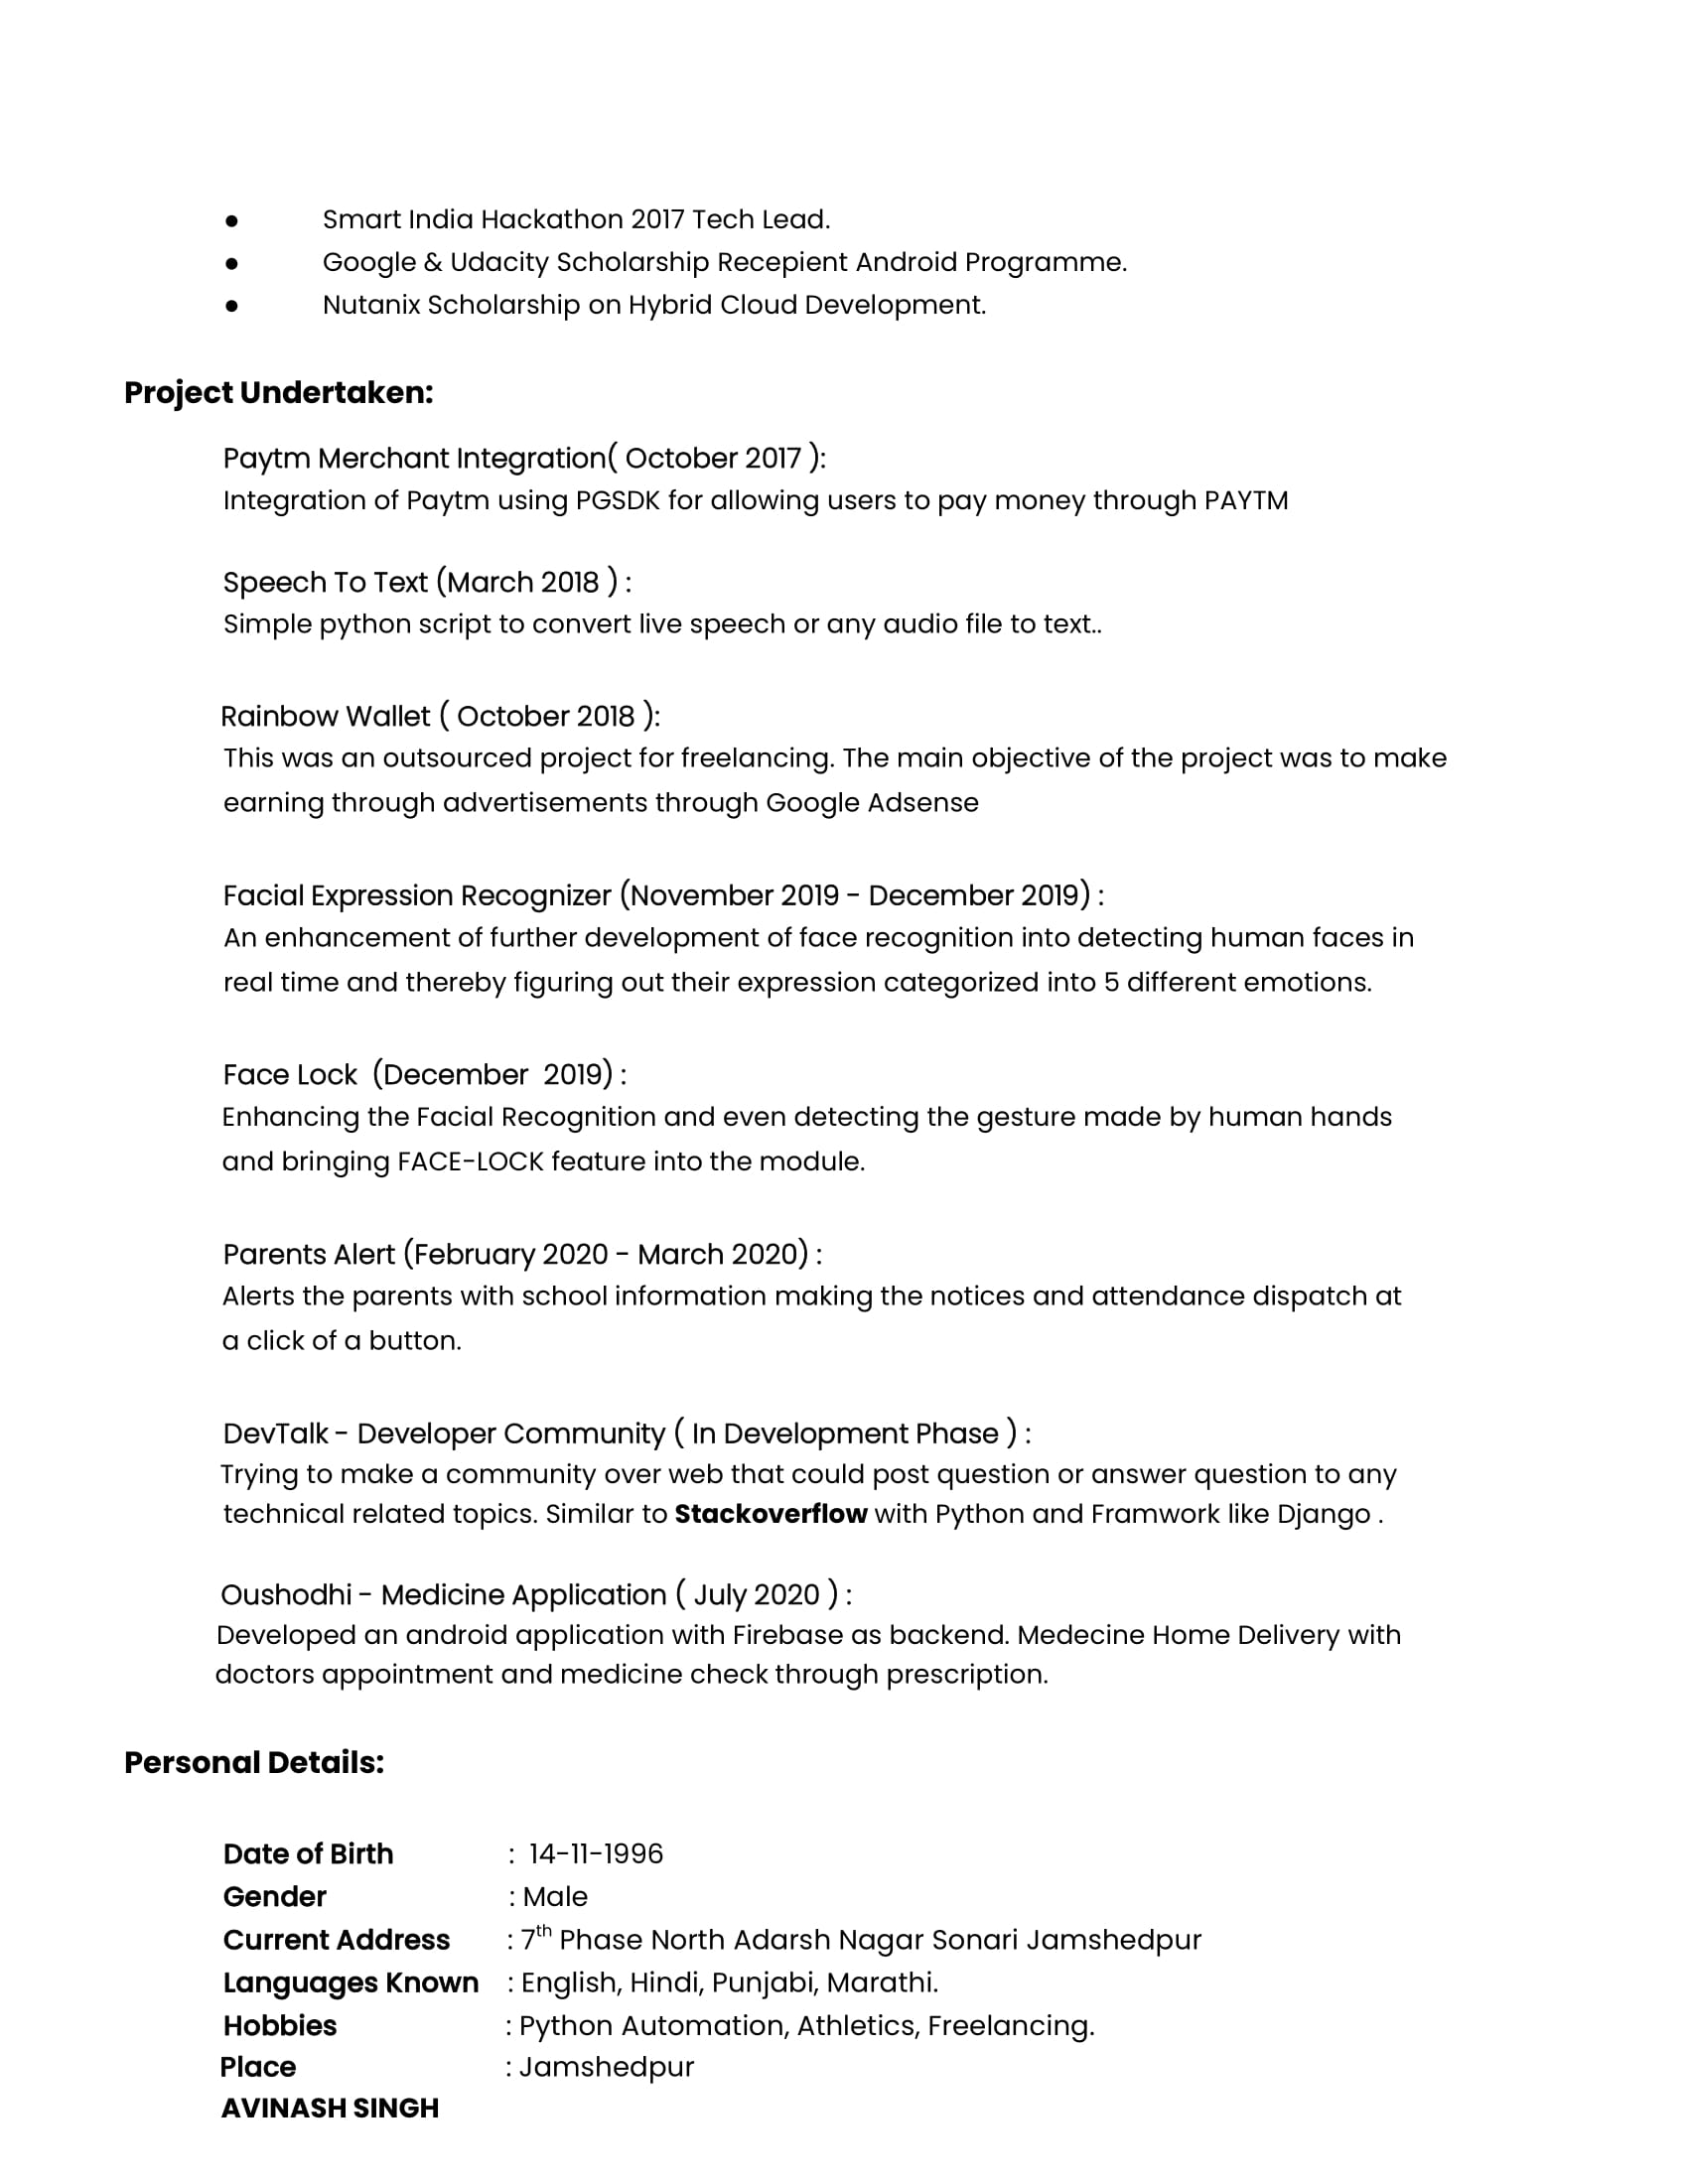 ● Smart India Hackathon 2017 Tech Lead.
● Google & Udacity Scholarship Recepient Android Programme.
● Nutanix Scholarship on Hybrid Cloud Development.
Project Undertaken:
Paytm Merchant Integration( October 2017 ):
Integration of Paytm using PGSDK for allowing users to pay money through PAYTM
Speech To Text (March 2018 ) :
Simple python script to convert live speech or any audio file to text..
Rainbow Wallet ( October 2018 ):
This was an outsourced project for freelancing. The main objective of the project was to make
earning through advertisements through Google Adsense
Facial Expression Recognizer (November 2019 - December 2019) :
An enhancement of further development of face recognition into detecting human faces in
real time and thereby figuring out their expression categorized into 5 different emotions.
Face Lock (December 2019) :
Enhancing the Facial Recognition and even detecting the gesture made by human hands
and bringing FACE-LOCK feature into the module.
Parents Alert (February 2020 - March 2020) :
Alerts the parents with school information making the notices and attendance dispatch at
a click of a button.
DevTalk - Developer Community ( In Development Phase ) :
Trying to make a community over web that could post question or answer question to any
technical related topics. Similar to Stackoverflow with Python and Framwork like Django .
Oushodhi - Medicine Application ( July 2020 ) :
Developed an android application with Firebase as backend. Medecine Home Delivery with
doctors appointment and medicine check through prescription.
Personal Details:
Date of Birth : 14-11-1996
Gender : Male
Current Address : 7th Phase North Adarsh Nagar Sonari Jamshedpur
Languages Known : English, Hindi, Punjabi, Marathi.
Hobbies : Python Automation, Athletics, Freelancing.
Place : Jamshedpur
AVINASH SINGH